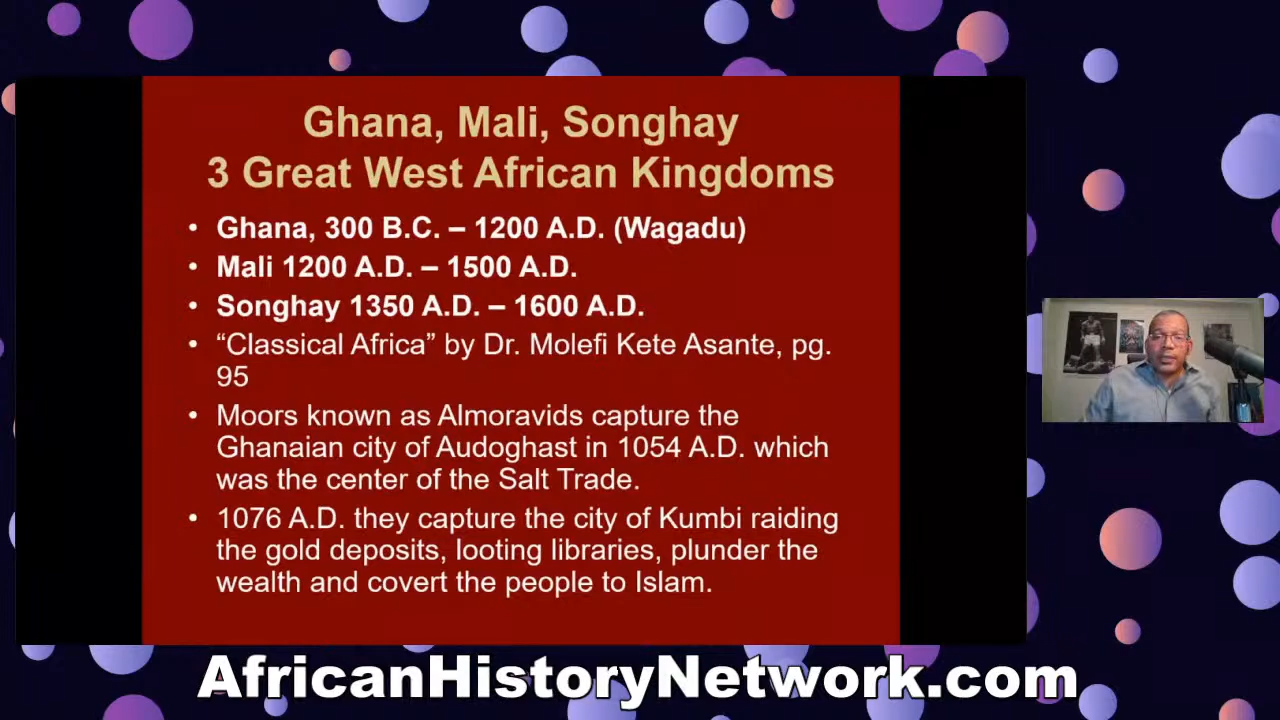 Ghana, Mali, Songhay
3 Great West African Kingdoms
• Ghana, 300 B.C. – 1200 A.D. (Wagadu)
• Mali 1200 A.D. – 1500 A.D.
• Songhay 1350 A.D. – 1600 A.D.
• “Classical Africa” by Dr. Molefi Kete Asante, pg.
95
• Moors known as Almoravids capture the
Ghanaian city of Audoghast in 1054 A.D. which
was the center of the Salt Trade.
• 1076 A.D. they capture the city of Kumbi raiding
the gold deposits, looting libraries, plunder the
wealth and covert the people to Islam.
AfricanHistoryNetwork.com